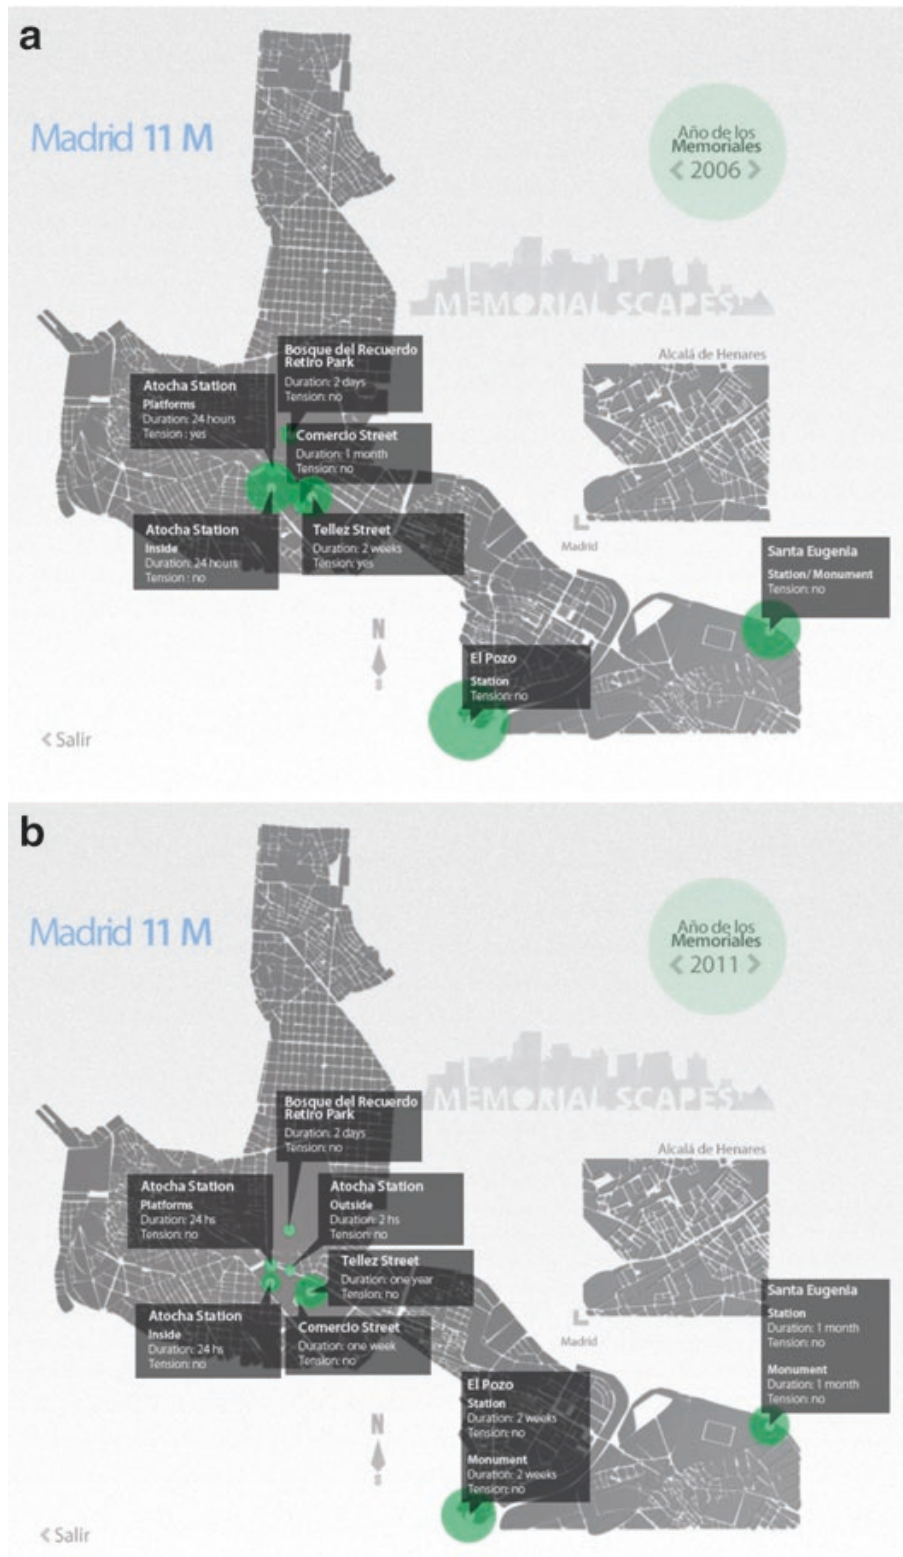 a
Madrid 11 M
Año de los
Memoriales
< 2006 >
MEMORIAL SCAPES
Alcalá de Henares
Bosque del Recuerdo
Retiro Park
Duration: 2 days
Tension: no
Atocha Station
Platforms
Duration: 24 hours
Tension : yes
Comercio Street
Duration: 1 month
Tension: no
Atocha Station
Inside
Duration: 24 hours
Tension : no
Tellez Street
Duration: 2 weeks
Tension: yes
Madrid
Santa Eugenia
Station/ Monument
Tension: no
N
S
El Pozo
Station
Tension: no
< Salir
b
Madrid 11 M
Año de los
Memoriales
< 2011 >
MEMORIAL SCAPES
Bosque del Recuerdo
Retiro Park
Duration: 2 days
Tension: no
Alcalá de Henares
Atocha Station
Platforms
Duration: 24 hs
Tension: no
Atocha Station
Outside
Duration: 2 hs
Tension: no
Tellez Street
Duration: one year
Tension: no
Atocha Station
Inside
Duration: 24 hs
Tension: no
Comercio Street
Duration: one week
Tension: no
Madrid
Santa Eugenia
Station
Duration: 1 month
Tension: no
Monument
Duration: 1 month
Tension: no
El Pozo
Station
Duration: 2 weeks
Tension: no
Monument
Duration: 2 weeks
Tension: no
N
S
< Salir